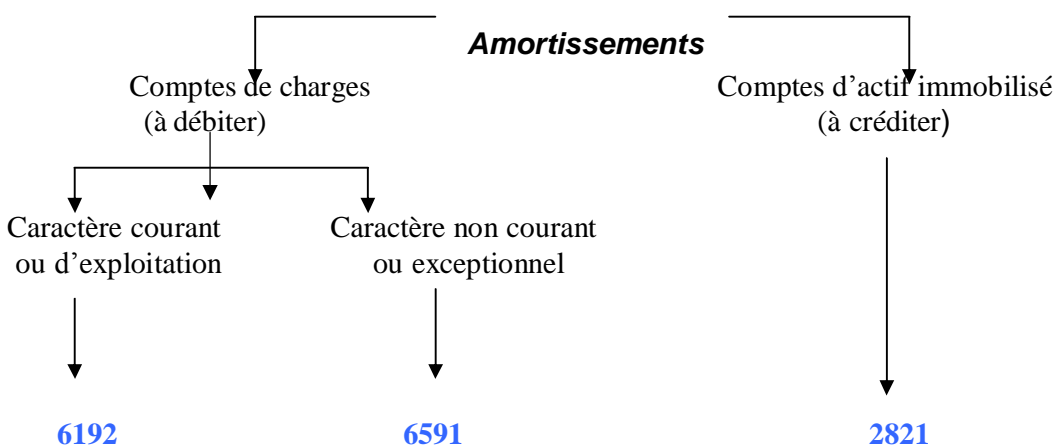 Amortissements
Comptes de charges
(à débiter)
Comptes d'actif immobilisé
(à créditer)
Caractère courant
ou d'exploitation
Caractère non courant
ou exceptionnel
6192
6591
2821